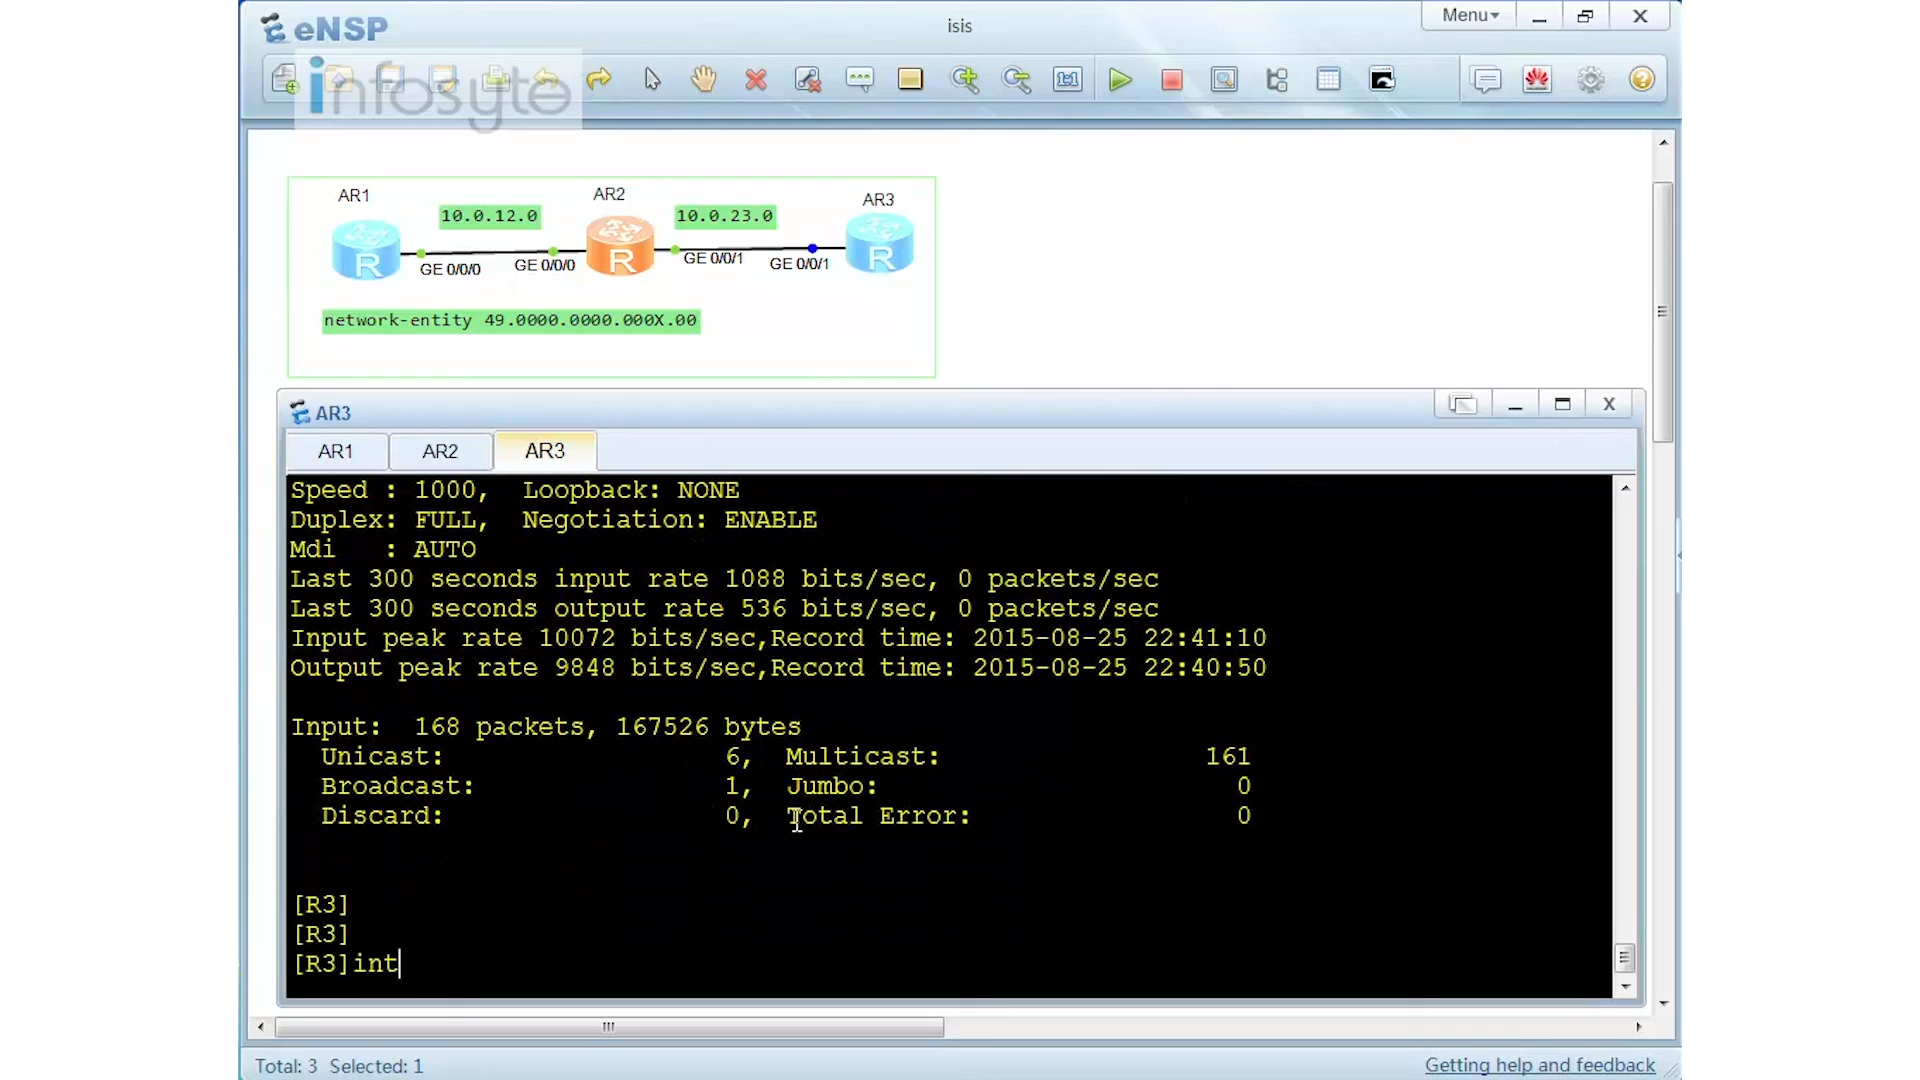 eNSP
isis
Menu
infosyte
AR1
AR2
AR3
10.0.12.0
10.0.23.0
GE 0/0/0
GE 0/0/0
GE 0/0/1
GE 0/0/1
R
R
R
network-entity 49.0000.0000.000X.00
AR3
AR1
AR2
AR3
Speed : 1000,  Loopback: NONE
Duplex: FULL,  Negotiation: ENABLE
Mdi   : AUTO
Last 300 seconds input rate 1088 bits/sec, 0 packets/sec
Last 300 seconds output rate 536 bits/sec, 0 packets/sec
Input peak rate 10072 bits/sec,Record time: 2015-08-25 22:41:10
Output peak rate 9848 bits/sec,Record time: 2015-08-25 22:40:50
Input:  168 packets, 167526 bytes
Unicast: 6, Multicast: 161
Broadcast: 1, Jumbo: 0
Discard: 0, Total Error: 0
[R3]
[R3]
[R3]int
Total: 3 Selected: 1
Getting help and feedback